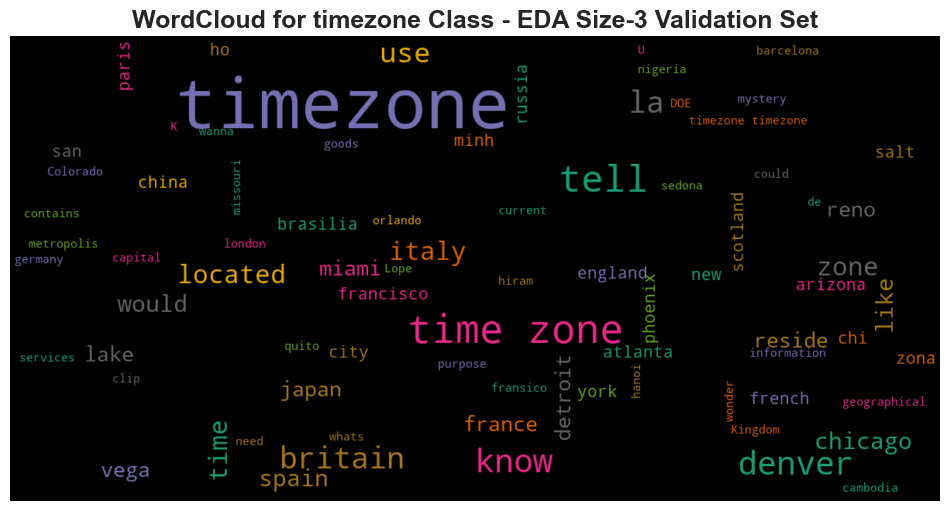 WordCloud for timezone Class - EDA Size-3 Validation Set
paris
ho
use
U
barcelona
nigeria
timezone
russia
la
DOE
mystery
K
wanna
timezone timezone
goods
minh
san
salt
Colorado
china
missouri
tell
sedona
could
contains
brasilia
orlando
current
de
reno
scotland
metropolis
germany
capital
london
italy
located
miami
Lope
hiram
england
new
zone
arizona
would
francisco
phoenix
like
time zone
services
lake
quito
city
atlanta
reside
chi
information
zona
clip
purpose
japan
fransico
detroit
york
hanoi
wonder
french
geographical
france
Kingdom
time
need
whats
chicago
vega
britain
spain
know
denver
cambodia